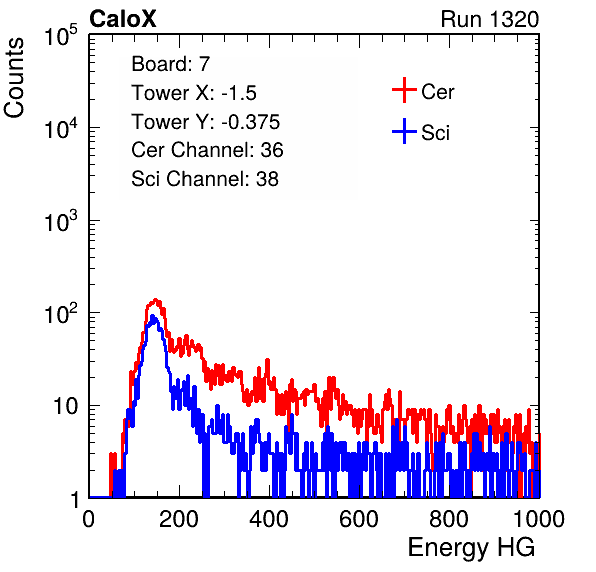 CaloX Run 1320
Counts
Board: 7
Tower X: -1.5
Tower Y: -0.375
Cer Channel: 36
Sci Channel: 38
Cer
Sci
10^5
10^4
10^3
10^2
10
1
0 200 400 600 800 1000
Energy HG